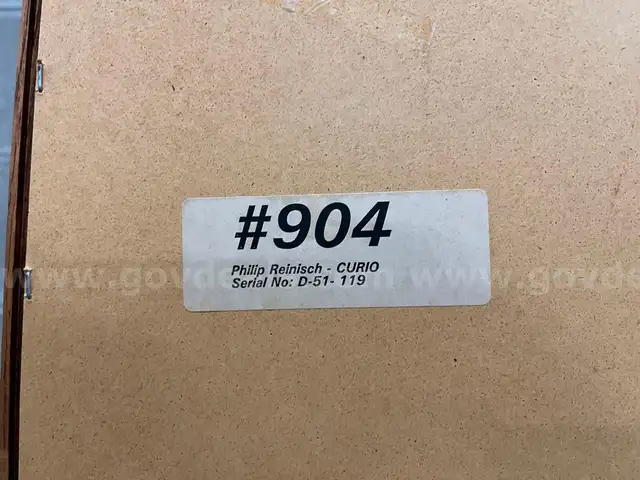 #904
Philip Reinisch - CURIO
Serial No: D-51- 119